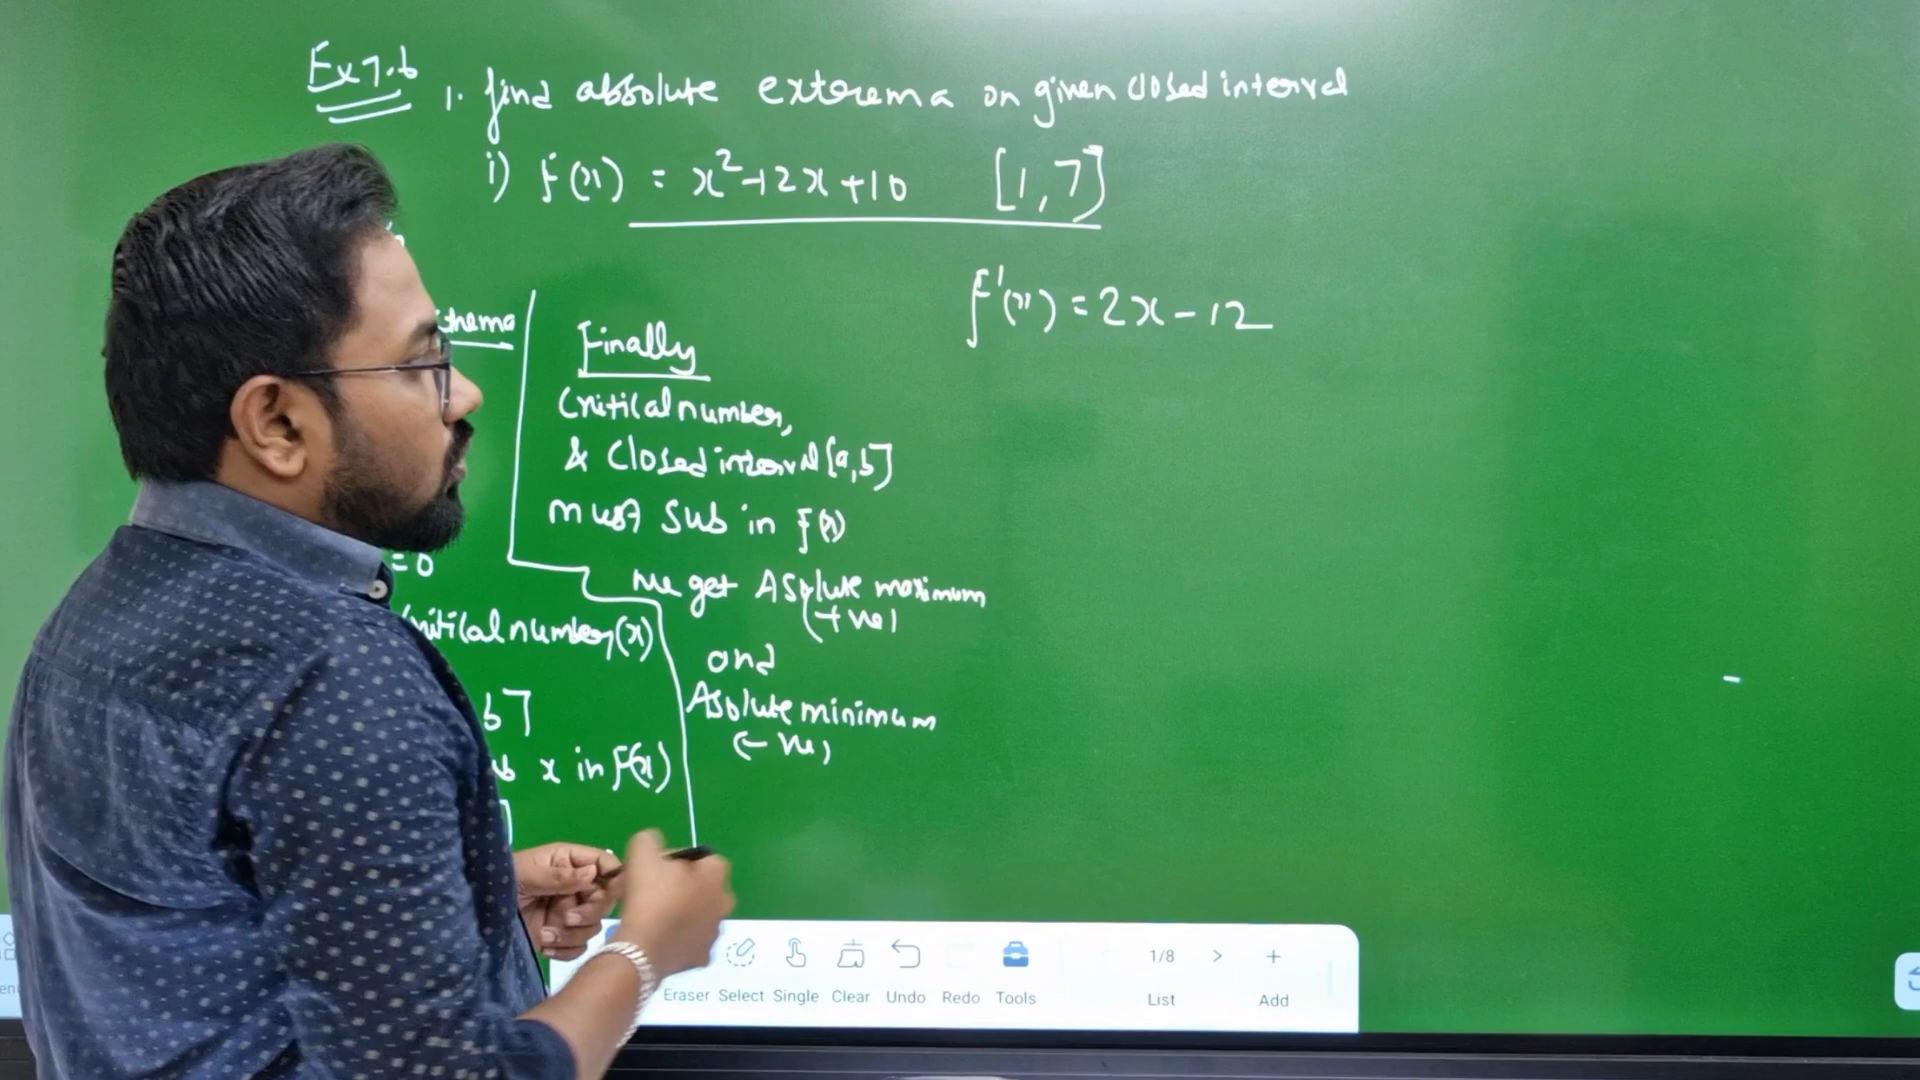 Ex 7.6
1. find absolute extrema on given closed interval
i) f(x) = x²-12x+10 [1,7]
f'(x) = 2x-12
Finally
Critical number,
& Closed interval [a,b]
must Sub in f(x)
we get Asolute maximum
(+ve)
and
Asolute minimum
(-ve)
=0
Critical number (x)
b]
x in f(x)
Eraser Select Single Clear Undo Redo Tools
1/8 > +
List Add